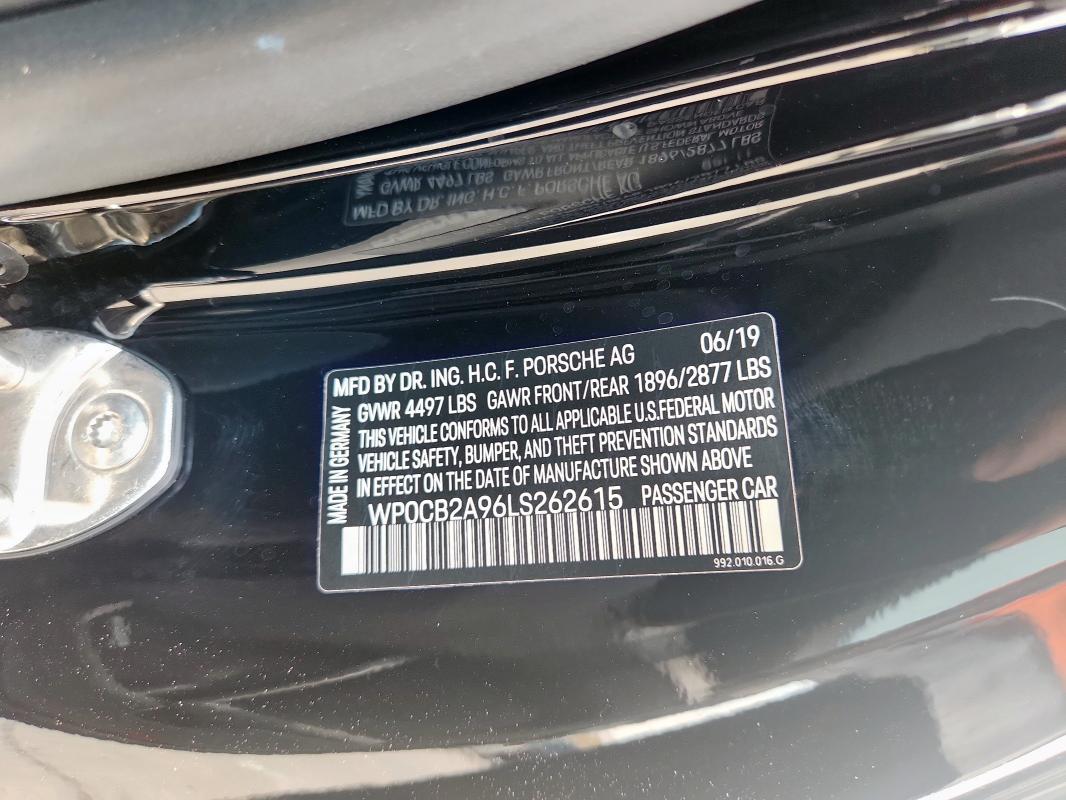 MFD BY DR. ING. H.C. F. PORSCHE AG 06/19
GVWR 4497 LBS GAWR FRONT/REAR 1896/2877 LBS
THIS VEHICLE CONFORMS TO ALL APPLICABLE U.S.FEDERAL MOTOR
VEHICLE SAFETY, BUMPER, AND THEFT PREVENTION STANDARDS
IN EFFECT ON THE DATE OF MANUFACTURE SHOWN ABOVE
WP0CB2A96LS262615 PASSENGER CAR
992.010.016.G
MADE IN GERMANY